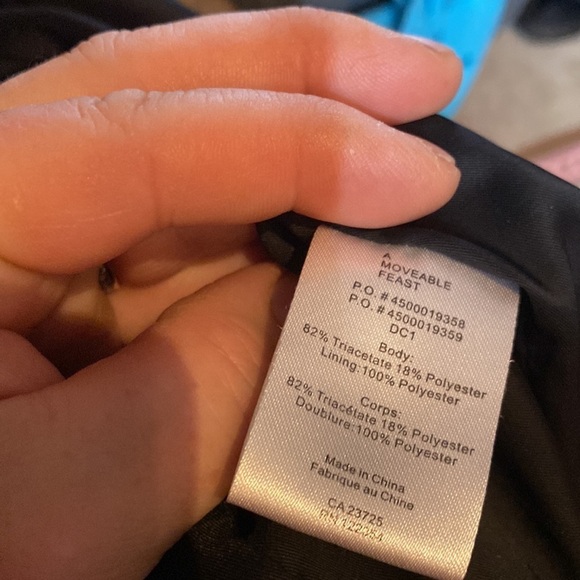 A
MOVEABLE
FEAST
P.O. # 4500019358
P.O. # 4500019359
DC1
Body:
82% Triacetate 18% Polyester
Lining:100% Polyester
Corps:
82% Triacétate 18% Polyester
Doublure:100% Polyester
Made in China
Fabrique au Chine
CA 23725